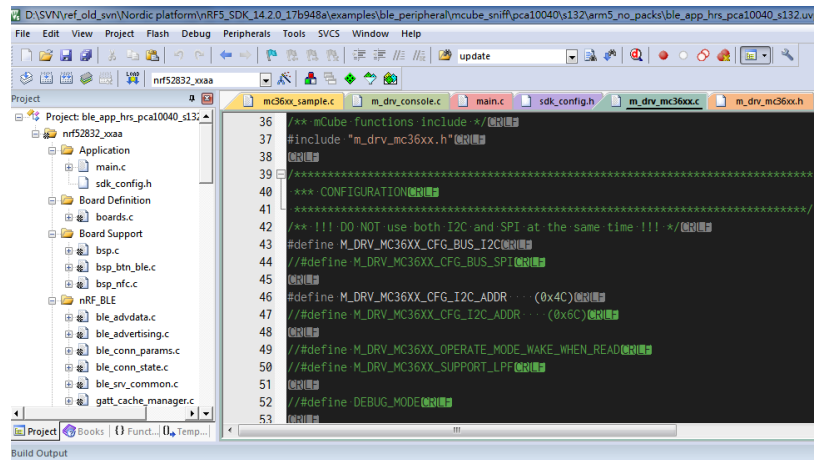 D:\SVN\ref_old_svn\Nordic platform\nRF5_SDK_14.2.0_17b948a\examples\ble_peripheral\mcube_sniff\pca10040\s132\arm5_no_packs\ble_app_hrs_pca10040_s132.uv
File Edit View Project Flash Debug Peripherals Tools SVCS Window Help
update
LOAD nrf52832_xxaa
Project
mc36xx_sample.c m_drv_console.c main.c sdk_config.h m_drv_mc36xx.c m_drv_mc36xx.h
Project: ble_app_hrs_pca10040_s132
nrf52832_xxaa
Application
main.c
sdk_config.h
Board Definition
boards.c
Board Support
bsp.c
bsp_btn_ble.c
bsp_nfc.c
nRF_BLE
ble_advdata.c
ble_advertising.c
ble_conn_params.c
ble_conn_state.c
ble_srv_common.c
gatt_cache_manager.c
36 /** mCube functions include */CRLF
37 #include "m_drv_mc36xx.h"CRLF
38 CRLF
39 /*******************************************************************************
40 *** CONFIGURATIONCRLF
41 *******************************************************************************/
42 /** !!! DO NOT use both I2C and SPI at the same time !!! */CRLF
43 #define M_DRV_MC36XX_CFG_BUS_I2CCRLF
44 //#define M_DRV_MC36XX_CFG_BUS_SPICRLF
45 CRLF
46 #define M_DRV_MC36XX_CFG_I2C_ADDR (0x4C)CRLF
47 //#define M_DRV_MC36XX_CFG_I2C_ADDR (0x6C)CRLF
48 CRLF
49 //#define M_DRV_MC36XX_OPERATE_MODE_WAKE_WHEN_READCRLF
50 //#define M_DRV_MC36XX_SUPPORT_LPFCRLF
51 CRLF
52 //#define DEBUG_MODECRLF
53 CRLF
Project Books {} Funct... 0 Temp...
Build Output